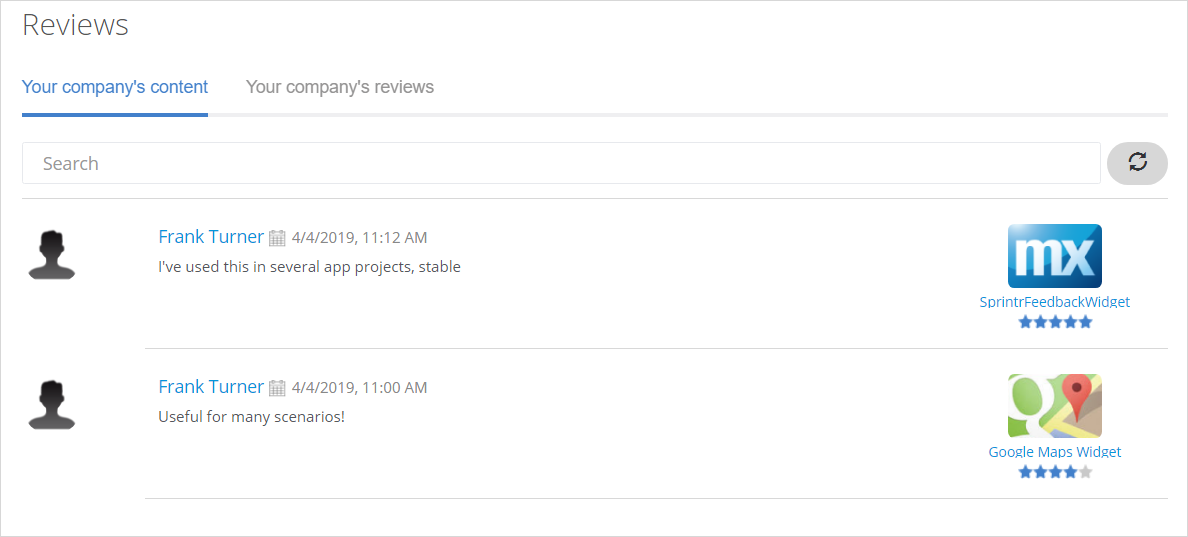 Reviews
Your company's content Your company's reviews
Search
Frank Turner 4/4/2019, 11:12 AM
I've used this in several app projects, stable
mx
SprintrFeedbackWidget
Frank Turner 4/4/2019, 11:00 AM
Useful for many scenarios!
Google Maps Widget